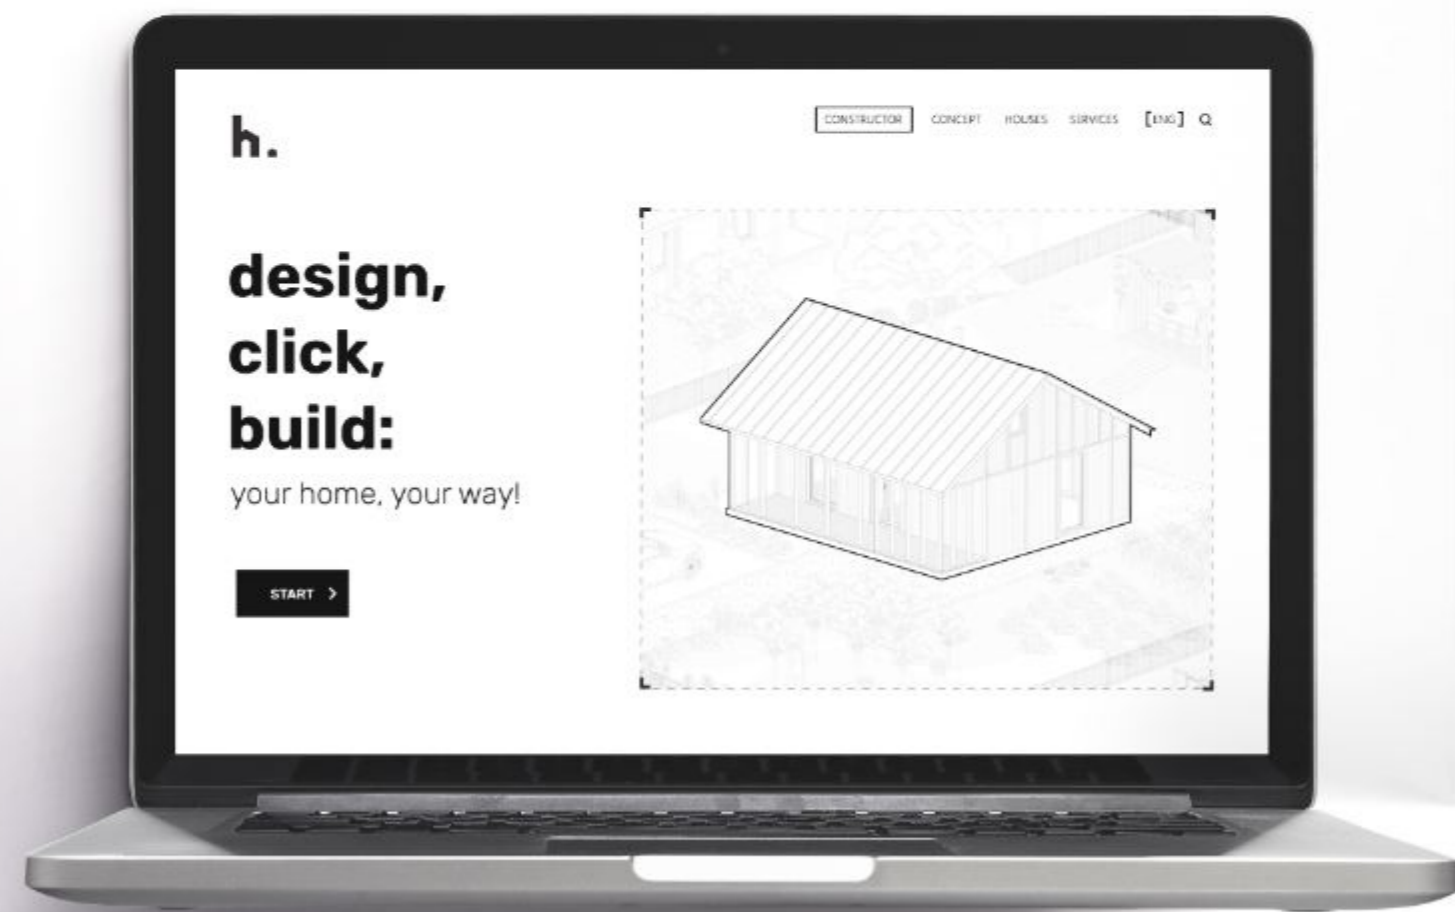 h.
CONSTRUCTOR CONCEPT HOUSES SERVICES [ENG]
design,
click,
build:
your home, your way!
START >